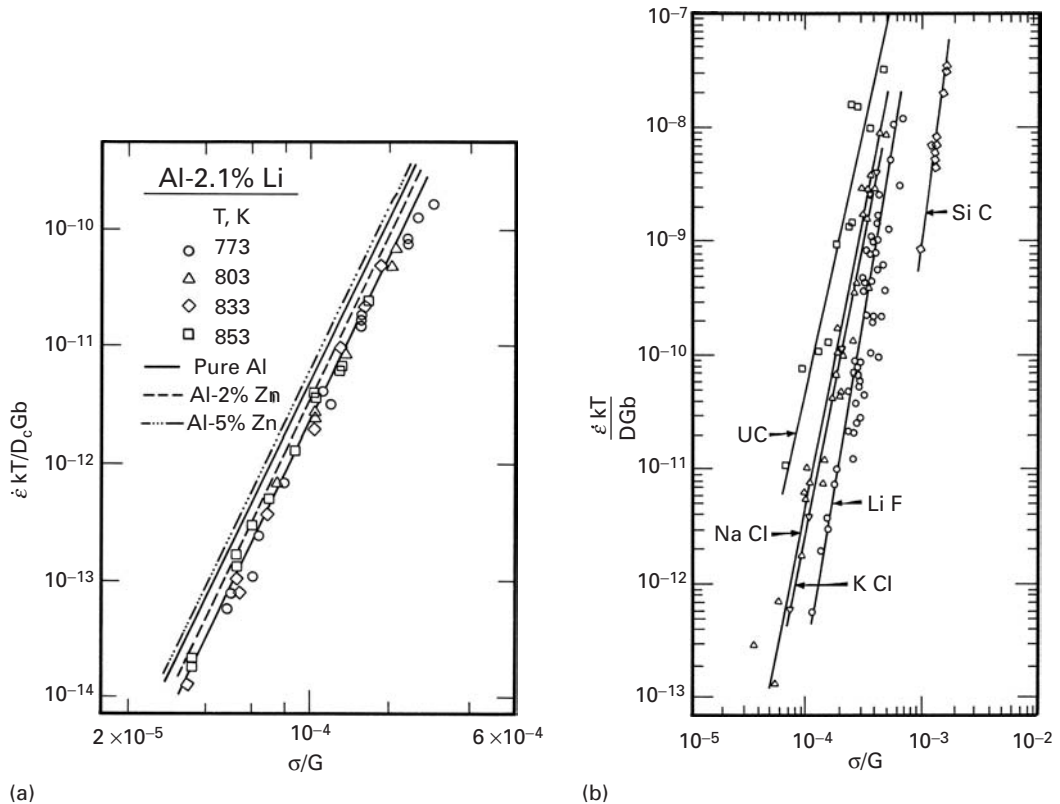 Al-2.1% Li
T, K
773
803
833
853
Pure Al
Al-2% Zn
Al-5% Zn
10⁻¹⁰
10⁻¹¹
10⁻¹²
10⁻¹³
10⁻¹⁴
ε̇ kT/D_cGb
2 ×10⁻⁵
10⁻⁴
6 ×10⁻⁴
σ/G
(a)
10⁻⁷
10⁻⁸
10⁻⁹
10⁻¹⁰
10⁻¹¹
10⁻¹²
10⁻¹³
ε̇ kT
DGb
Si C
UC
Li F
Na Cl
K Cl
10⁻⁵
10⁻⁴
10⁻³
10⁻²
σ/G
(b)